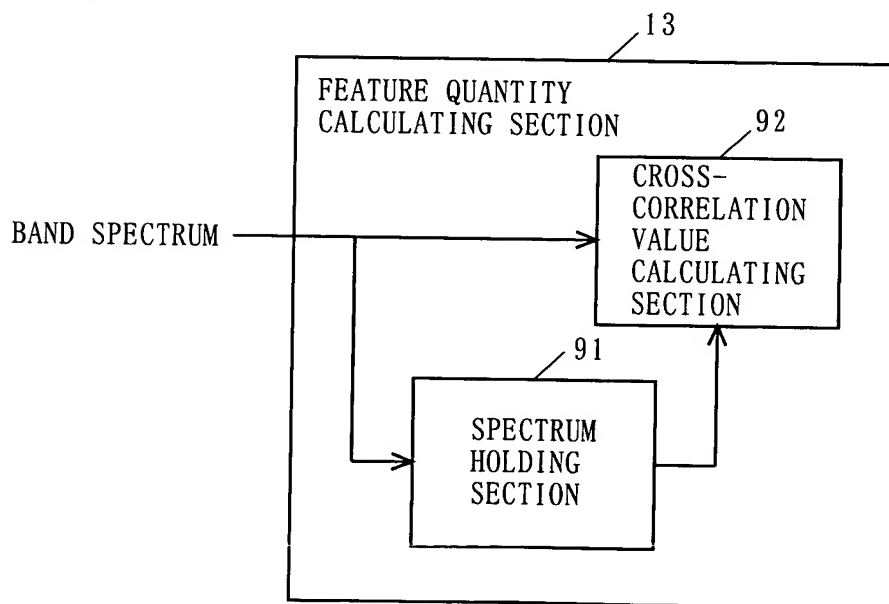 13
FEATURE QUANTITY
CALCULATING SECTION
92
CROSS-
CORRELATION
VALUE
CALCULATING
SECTION
BAND SPECTRUM
91
SPECTRUM
HOLDING
SECTION